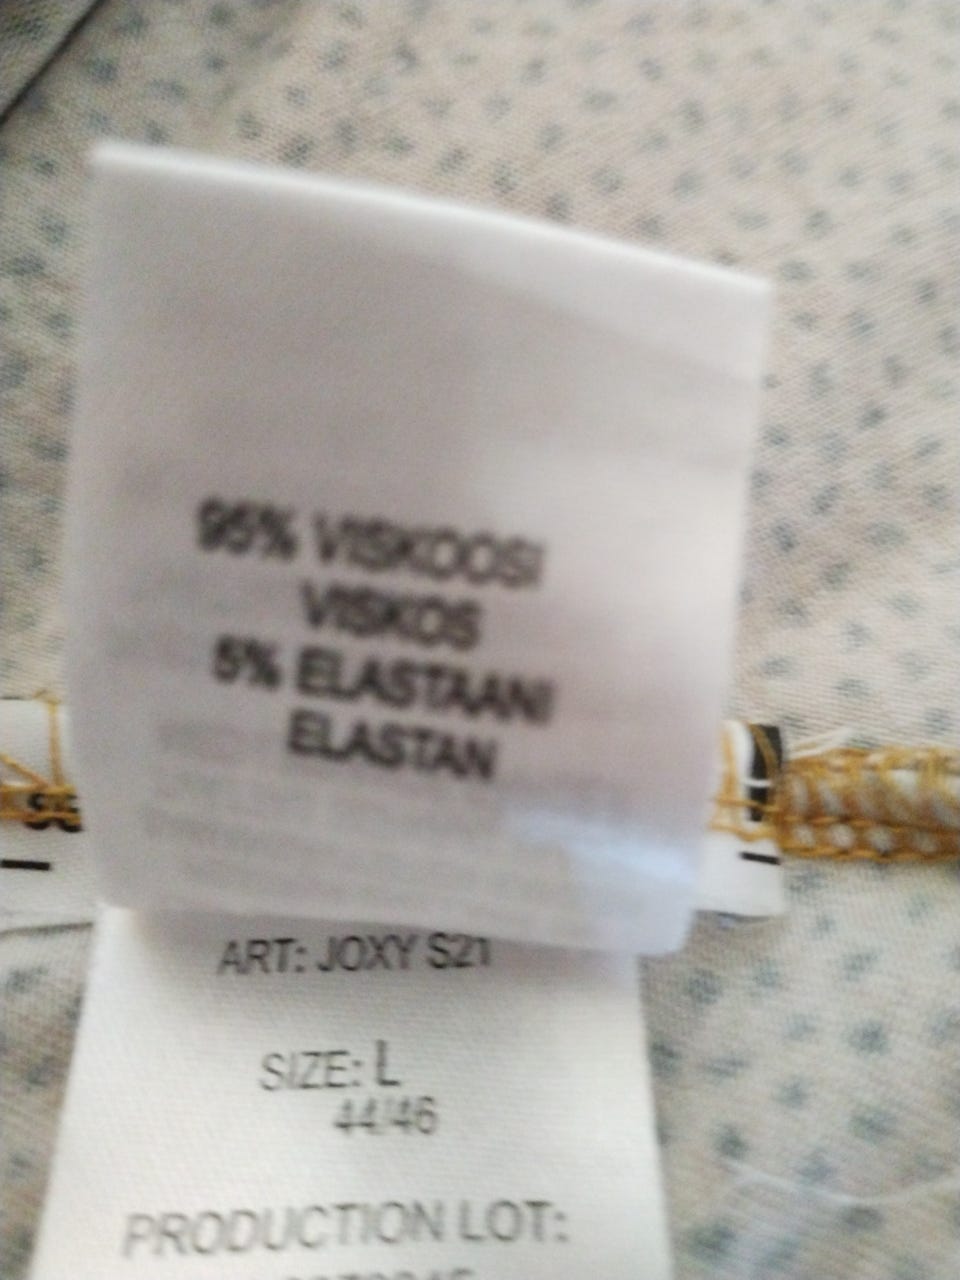 95% VISKOOSI
VISKOS
5% ELASTAANI
ELASTAN
ART: JOXY S21
SIZE: L
44/46
PRODUCTION LOT: